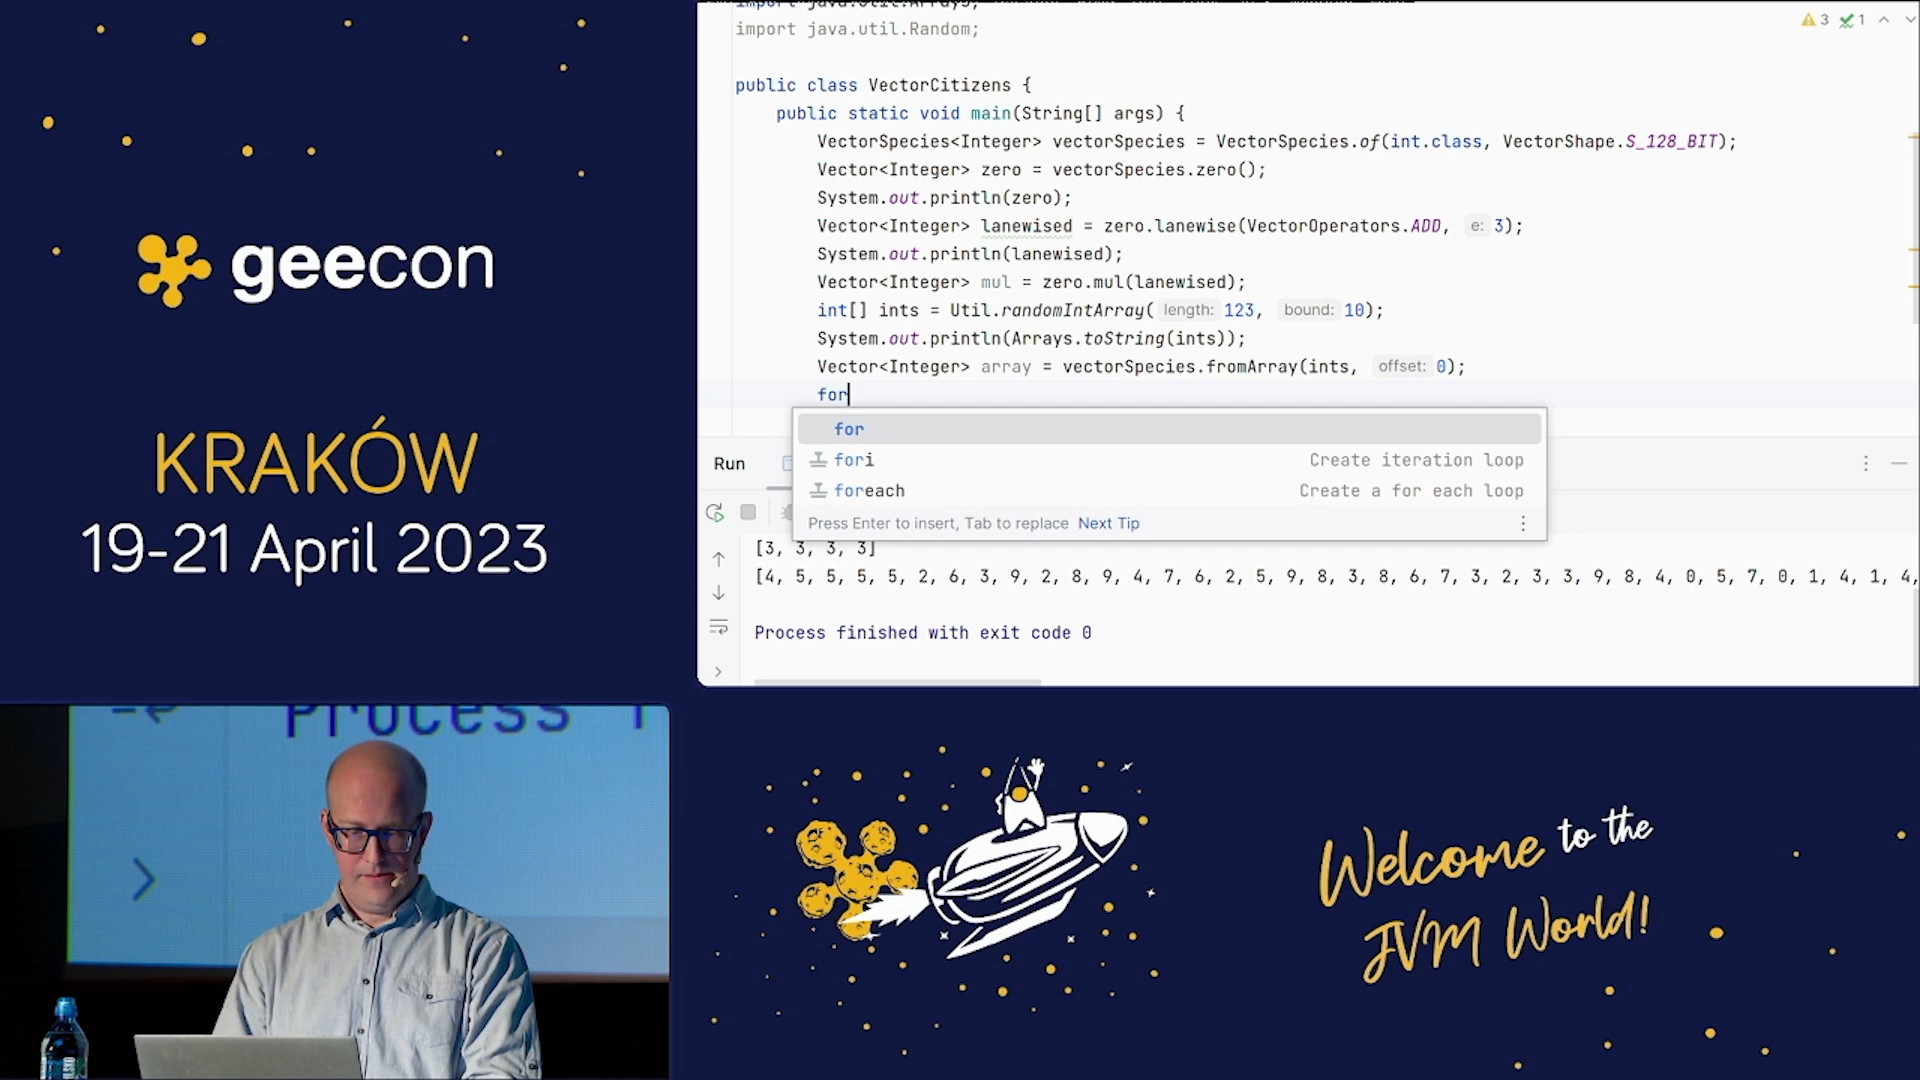 geecon
KRAKÓW
19-21 April 2023
import java.util.Arrays;
import java.util.Random;
3 1
public class VectorCitizens {
public static void main(String[] args) {
VectorSpecies<Integer> vectorSpecies = VectorSpecies.of(int.class, VectorShape.S_128_BIT);
Vector<Integer> zero = vectorSpecies.zero();
System.out.println(zero);
Vector<Integer> lanewised = zero.lanewise(VectorOperators.ADD, e: 3);
System.out.println(lanewised);
Vector<Integer> mul = zero.mul(lanewised);
int[] ints = Util.randomIntArray( length: 123, bound: 10);
System.out.println(Arrays.toString(ints));
Vector<Integer> array = vectorSpecies.fromArray(ints, offset: 0);
for
for
fori Create iteration loop
foreach Create a for each loop
Press Enter to insert, Tab to replace Next Tip
Run
[3, 3, 3, 3]
[4, 5, 5, 5, 5, 2, 6, 3, 9, 2, 8, 9, 4, 7, 6, 2, 5, 9, 8, 3, 8, 6, 7, 3, 2, 3, 3, 9, 8, 4, 0, 5, 7, 0, 1, 4, 1, 4,
Process finished with exit code 0
Process
Welcome to the
JVM World!